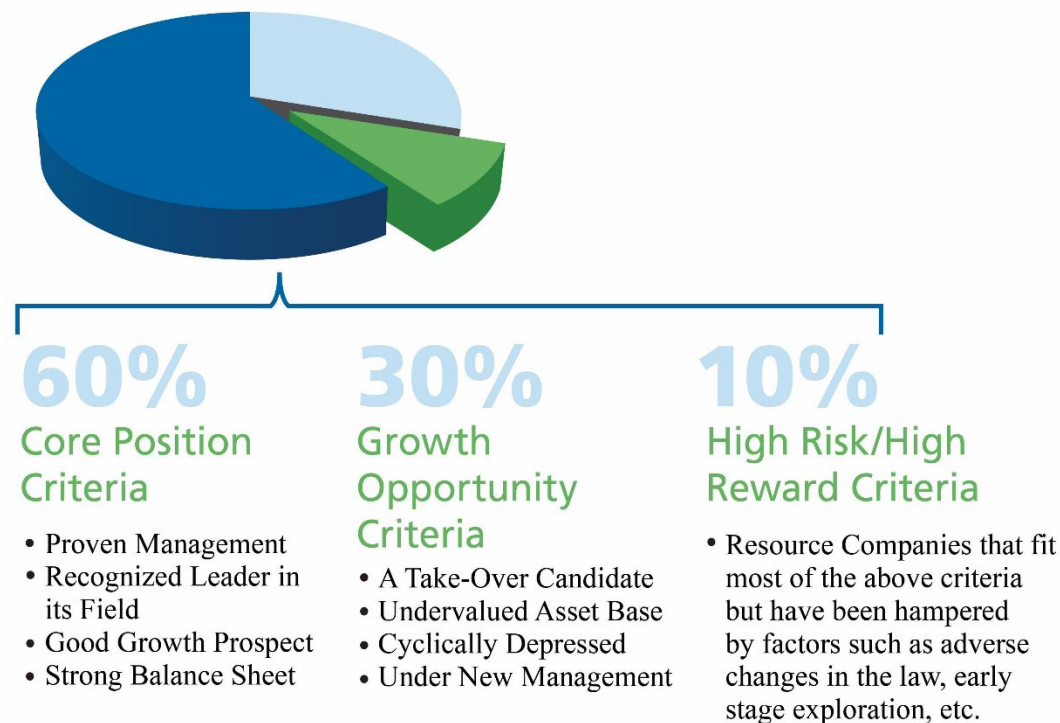 60%
Core Position
Criteria
• Proven Management
• Recognized Leader in
its Field
• Good Growth Prospect
• Strong Balance Sheet
30%
Growth
Opportunity
Criteria
• A Take-Over Candidate
• Undervalued Asset Base
• Cyclically Depressed
• Under New Management
10%
High Risk/High
Reward Criteria
• Resource Companies that fit
most of the above criteria
but have been hampered
by factors such as adverse
changes in the law, early
stage exploration, etc.